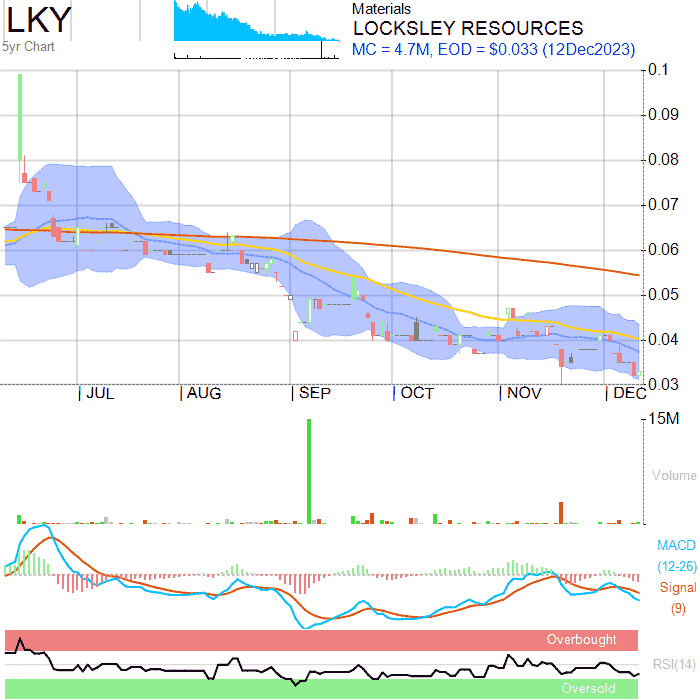 LKY
5yr Chart
Materials
LOCKSLEY RESOURCES
MC = 4.7M, EOD = $0.033 (12Dec2023)
0.1
0.09
0.08
0.07
0.06
0.05
0.04
0.03
JUL AUG SEP OCT NOV DEC
15M
Volume
MACD
(12-26)
Signal
(9)
Overbought
RSI(14)
Oversold